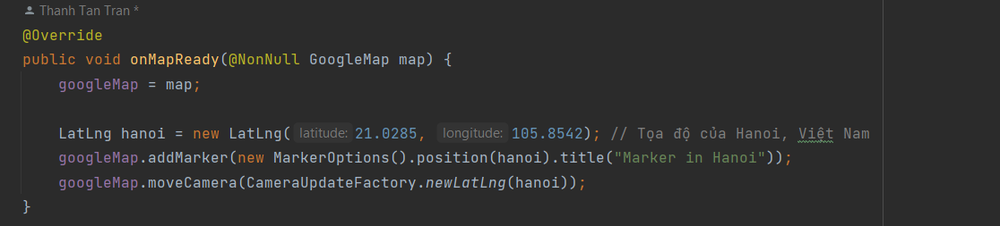 Thanh Tan Tran *
@Override
public void onMapReady(@NonNull GoogleMap map) {
googleMap = map;
LatLng hanoi = new LatLng( latitude: 21.0285, longitude: 105.8542); // Tọa độ của Hanoi, Việt Nam
googleMap.addMarker(new MarkerOptions().position(hanoi).title("Marker in Hanoi"));
googleMap.moveCamera(CameraUpdateFactory.newLatLng(hanoi));
}